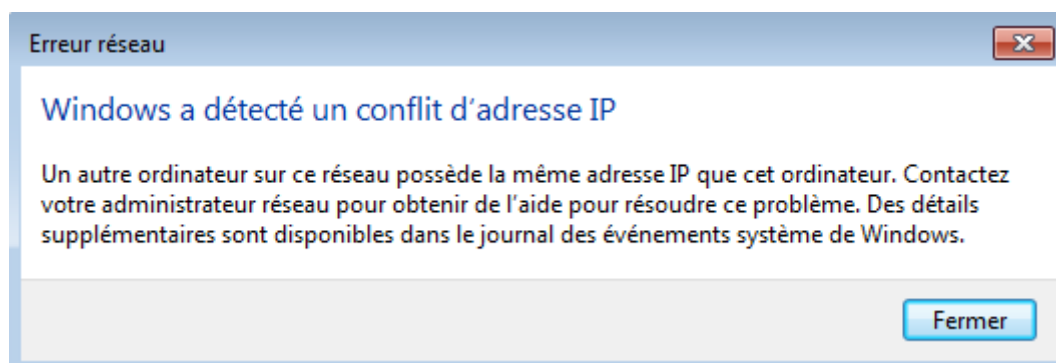 Erreur réseau
Windows a détecté un conflit d'adresse IP
Un autre ordinateur sur ce réseau possède la même adresse IP que cet ordinateur. Contactez
votre administrateur réseau pour obtenir de l'aide pour résoudre ce problème. Des détails
supplémentaires sont disponibles dans le journal des événements système de Windows.
Fermer